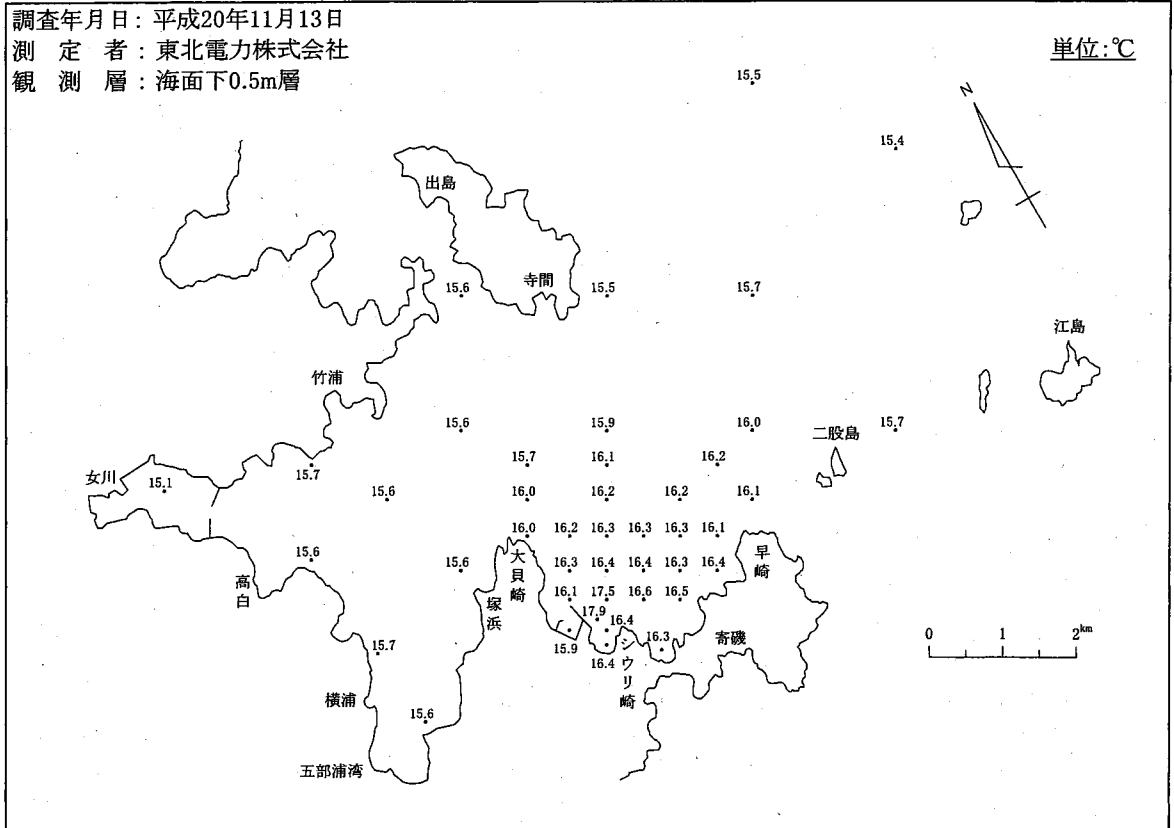 調査年月日：平成20年11月13日
測　定　者：東北電力株式会社
観　測　層：海面下0.5m層
単位：℃
15.5
N
15.4
出島
寺間
15.6
15.5
15.7
江島
竹浦
15.6
15.9
16.0
二股島
15.7
女川
15.1
15.7
15.7
16.1
16.2
15.6
16.0
16.2
16.2
16.1
16.0
16.2
16.3
16.3
16.3
16.1
15.6
高白
15.6
塚浜
大貝崎
16.3
16.4
16.4
16.3
16.4
早崎
16.1
17.5
16.6
16.5
17.9
16.4
15.9
16.4
シウリ崎
16.3
寄磯
0 1 2km
15.7
横浦
15.6
五部浦湾